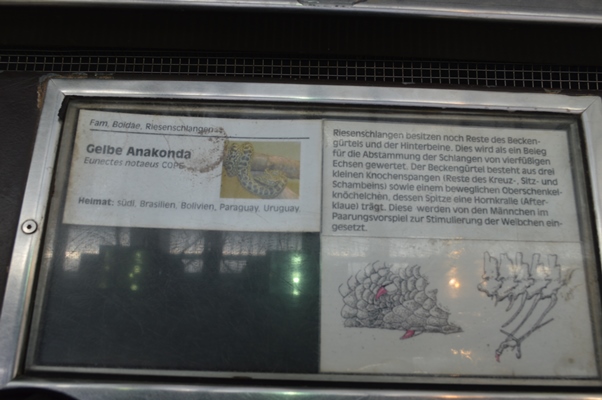 Fam. Boidae, Riesenschlangen
Gelbe Anakonda
Eunectes notaeus COPE
Heimat: südl. Brasilien, Bolivien, Paraguay, Uruguay
Riesenschlangen besitzen noch Reste des Becken-
gürtels und der Hinterbeine. Dies wird als ein Beleg
für die Abstammung der Schlangen von vierfüßigen
Echsen gewertet. Der Beckengürtel besteht aus drei
kleinen Knochenspangen (Reste des Kreuz-, Sitz- und
Schambeins) sowie einem beweglichen Oberschenkel-
knöchelchen, dessen Spitze eine Hornkralle (After-
klaue) trägt. Diese werden von den Männchen im
Paarungsvorspiel zur Stimulierung der Weibchen ein-
gesetzt.